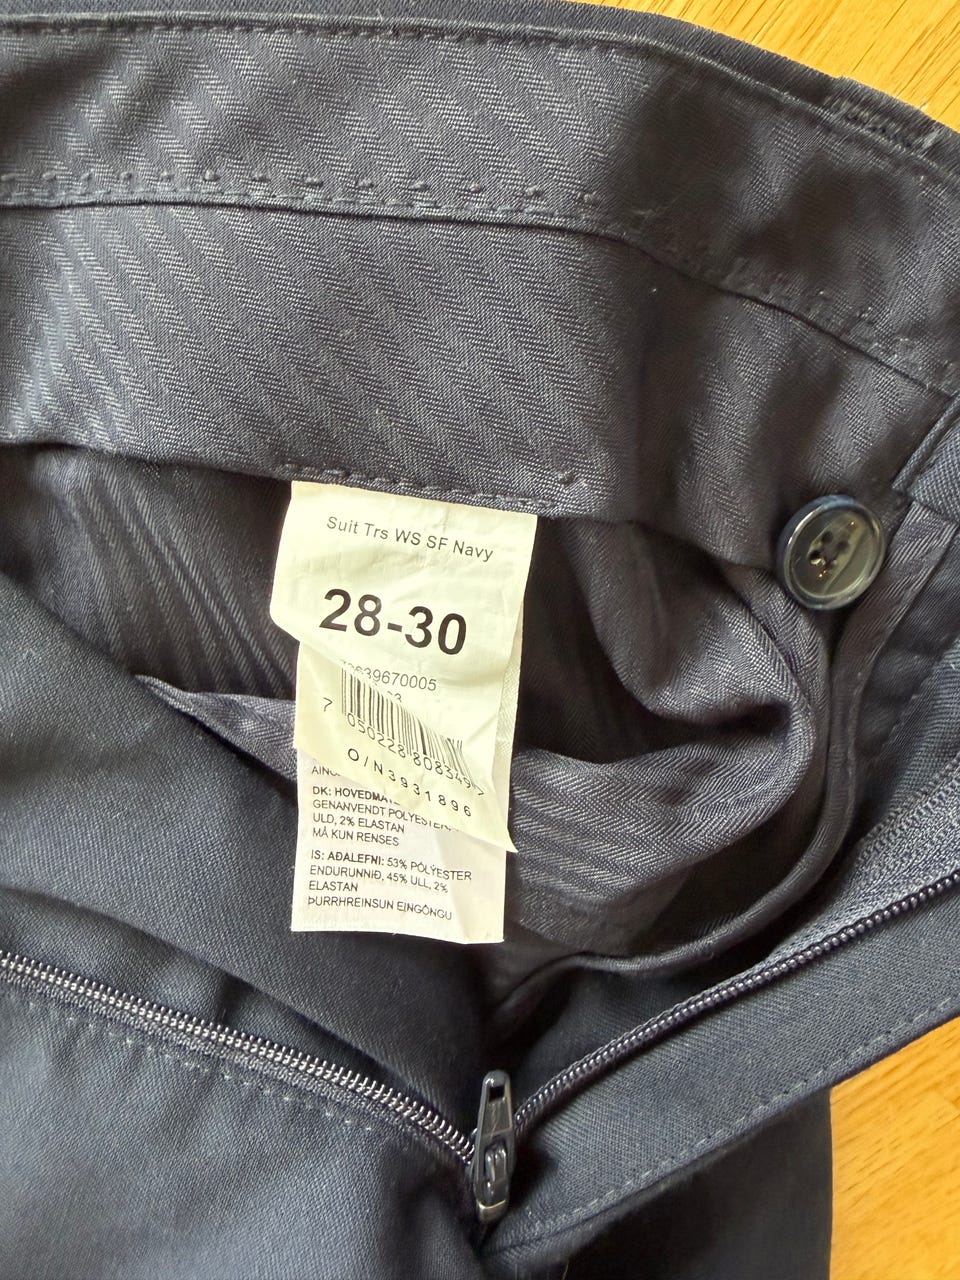 Suit Trs WS SF Navy
28-30
639670005
7 050228 808349 >
O/N3931896
DK:
GENANVENDT POLYESTER,
ULD, 2% ELASTAN
MÅ KUN RENSES
IS: AÐALEFNI: 53% PÓLÝESTER
ENDURUNNIÐ, 45% ULL, 2%
ELASTAN
ÞURRHREINSUN EINGÖNGU